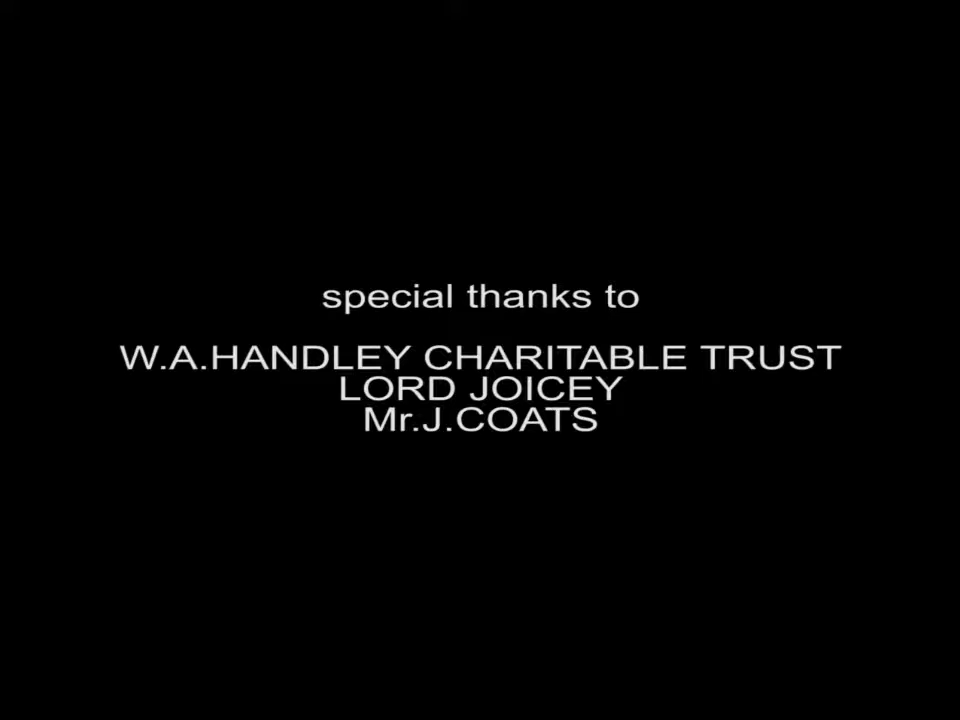 special thanks to
W.A.HANDLEY CHARITABLE TRUST
LORD JOICEY
Mr.J.COATS